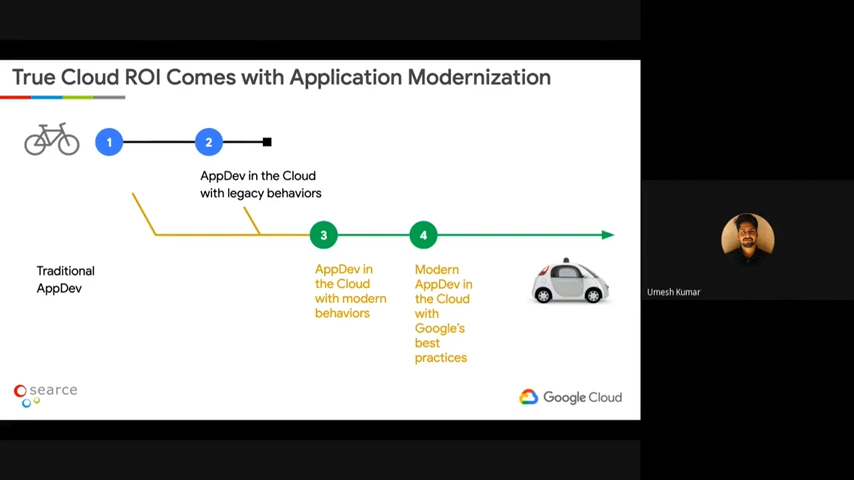 True Cloud ROI Comes with Application Modernization
1
2
AppDev in the Cloud
with legacy behaviors
3
4
Traditional
AppDev
AppDev in
the Cloud
with modern
behaviors
Modern
AppDev in
the Cloud
with
Google's
best
practices
Umesh Kumar
searce
Google Cloud